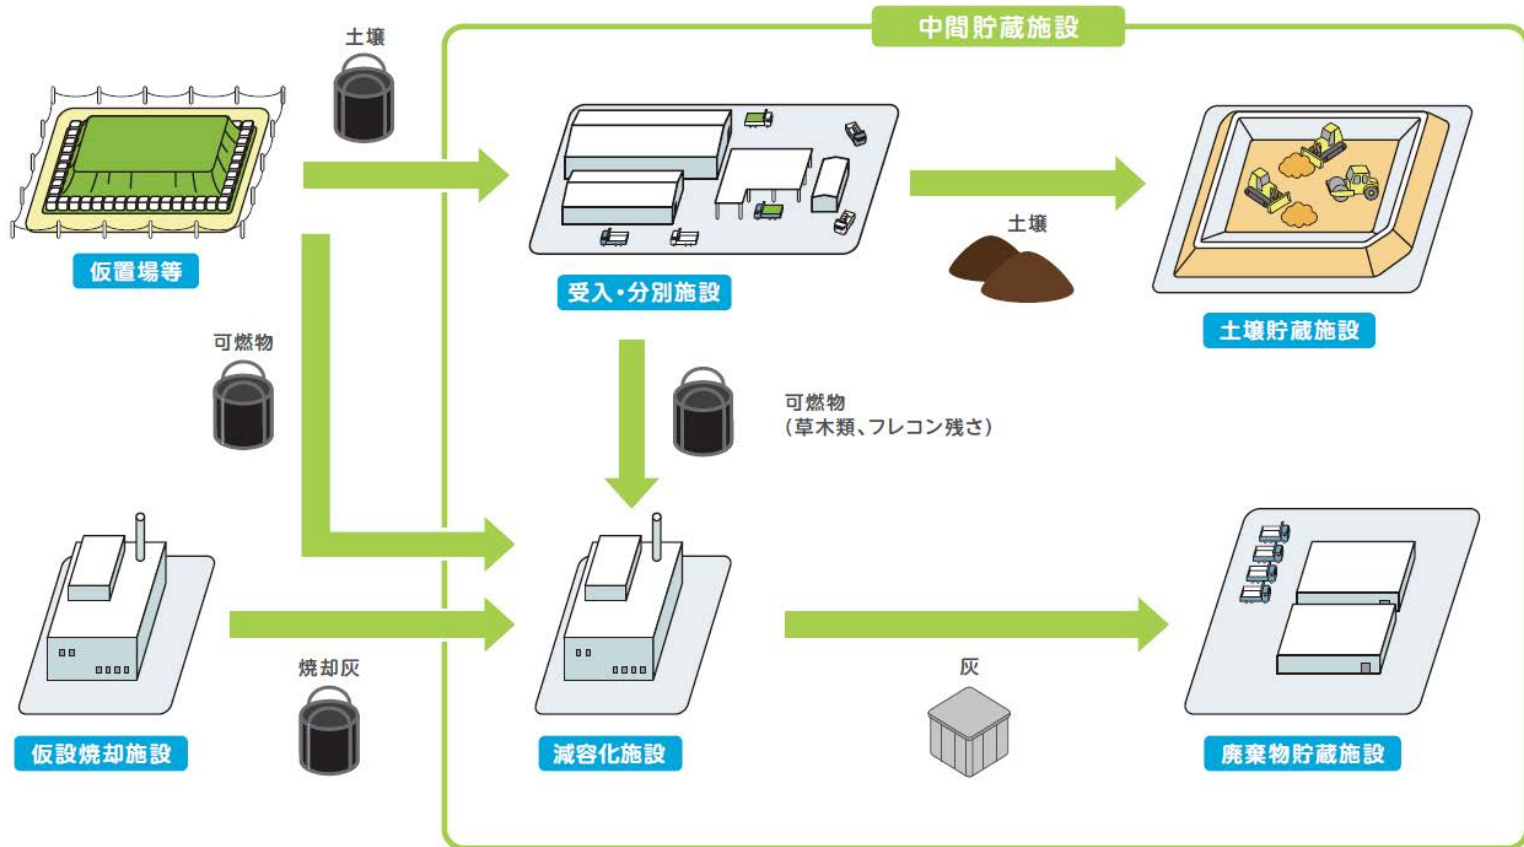 中間貯蔵施設
土壌
仮置場等
受入・分別施設
土壌
土壌貯蔵施設
可燃物
可燃物
(草木類、フレコン残さ)
仮設焼却施設
焼却灰
減容化施設
灰
廃棄物貯蔵施設